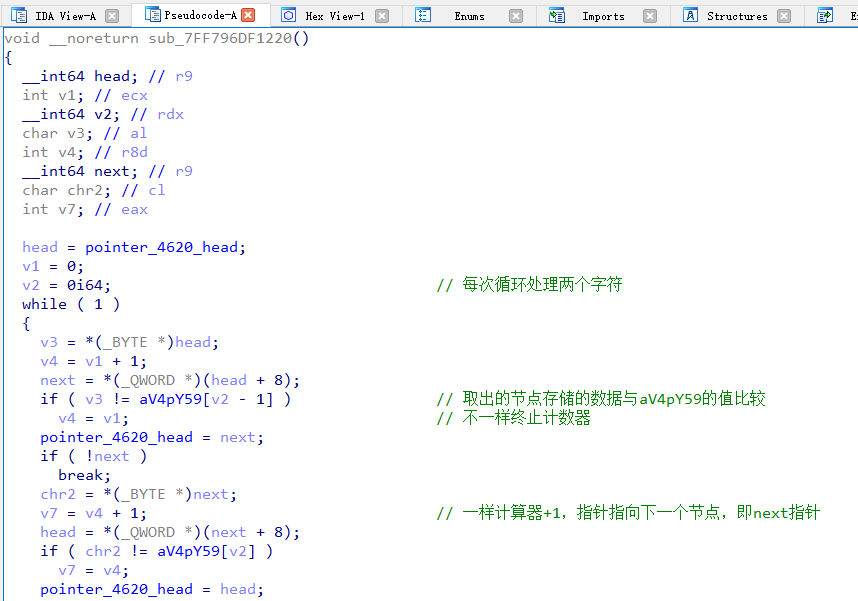 IDA View-A Pseudocode-A Hex View-1 Enums Imports Structures
void __noreturn sub_7FF796DF1220()
{
__int64 head; // r9
int v1; // ecx
__int64 v2; // rdx
char v3; // al
int v4; // r8d
__int64 next; // r9
char chr2; // cl
int v7; // eax
head = pointer_4620_head;
v1 = 0;
v2 = 0i64; // 每次循环处理两个字符
while ( 1 )
{
v3 = *(_BYTE *)head;
v4 = v1 + 1;
next = *(_QWORD *)(head + 8);
if ( v3 != aV4pY59[v2 - 1] ) // 取出的节点存储的数据与aV4pY59的值比较
v4 = v1; // 不一样终止计数器
pointer_4620_head = next;
if ( !next )
break;
chr2 = *(_BYTE *)next;
v7 = v4 + 1; // 一样计算器+1，指针指向下一个节点，即next指针
head = *(_QWORD *)(next + 8);
if ( chr2 != aV4pY59[v2] )
v7 = v4;
pointer_4620_head = head;